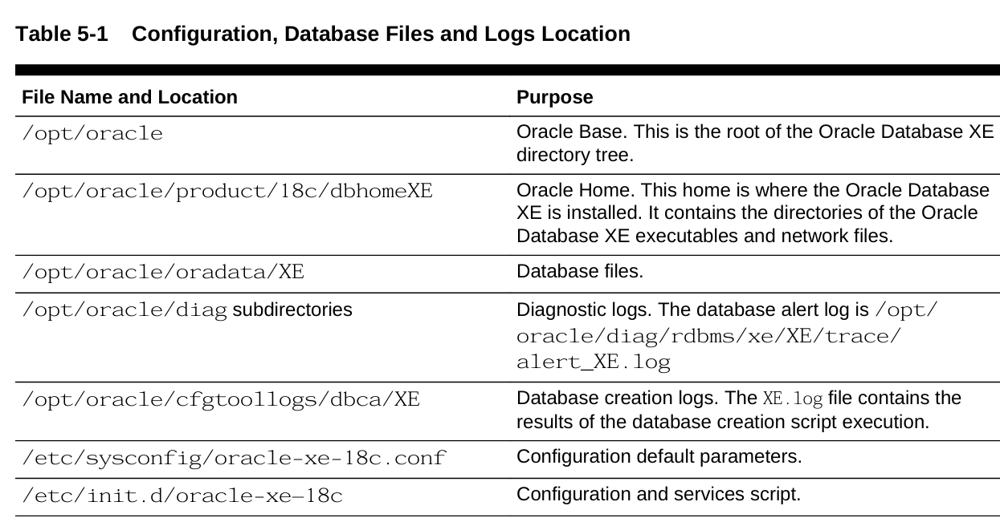 Table 5-1 Configuration, Database Files and Logs Location
File Name and Location Purpose
/opt/oracle Oracle Base. This is the root of the Oracle Database XE
directory tree.
/opt/oracle/product/18c/dbhomeXE Oracle Home. This home is where the Oracle Database
XE is installed. It contains the directories of the Oracle
Database XE executables and network files.
/opt/oracle/oradata/XE Database files.
/opt/oracle/diag subdirectories Diagnostic logs. The database alert log is /opt/
oracle/diag/rdbms/xe/XE/trace/
alert_XE.log
/opt/oracle/cfgtoollogs/dbca/XE Database creation logs. The XE.log file contains the
results of the database creation script execution.
/etc/sysconfig/oracle-xe-18c.conf Configuration default parameters.
/etc/init.d/oracle-xe–18c Configuration and services script.